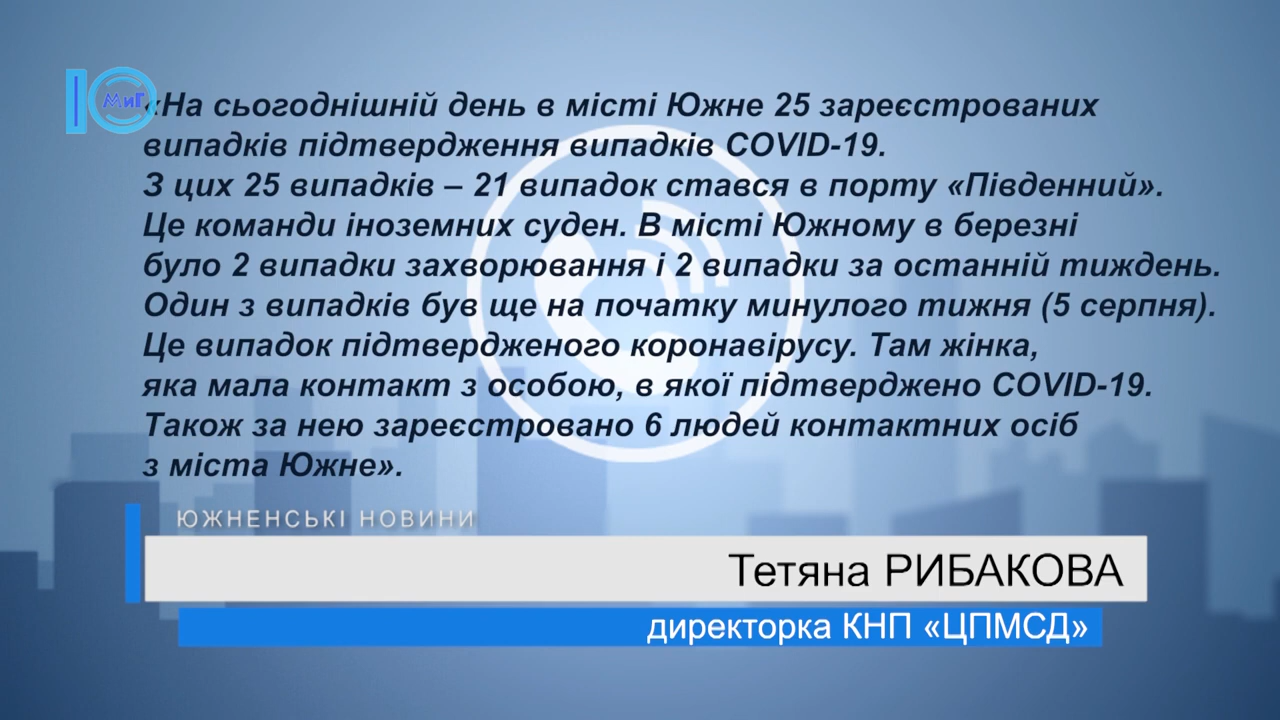 МиГ
«На сьогоднішній день в місті Южне 25 зареєстрованих
випадків підтвердження випадків COVID-19.
З цих 25 випадків – 21 випадок стався в порту «Південний».
Це команди іноземних суден. В місті Южному в березні
було 2 випадки захворювання і 2 випадки за останній тиждень.
Один з випадків був ще на початку минулого тижня (5 серпня).
Це випадок підтвердженого коронавірусу. Там жінка,
яка мала контакт з особою, в якої підтверджено COVID-19.
Також за нею зареєстровано 6 людей контактних осіб
з міста Южне».
ЮЖНЕНСЬКІ НОВИНИ
Тетяна РИБАКОВА
директорка КНП «ЦПМСД»